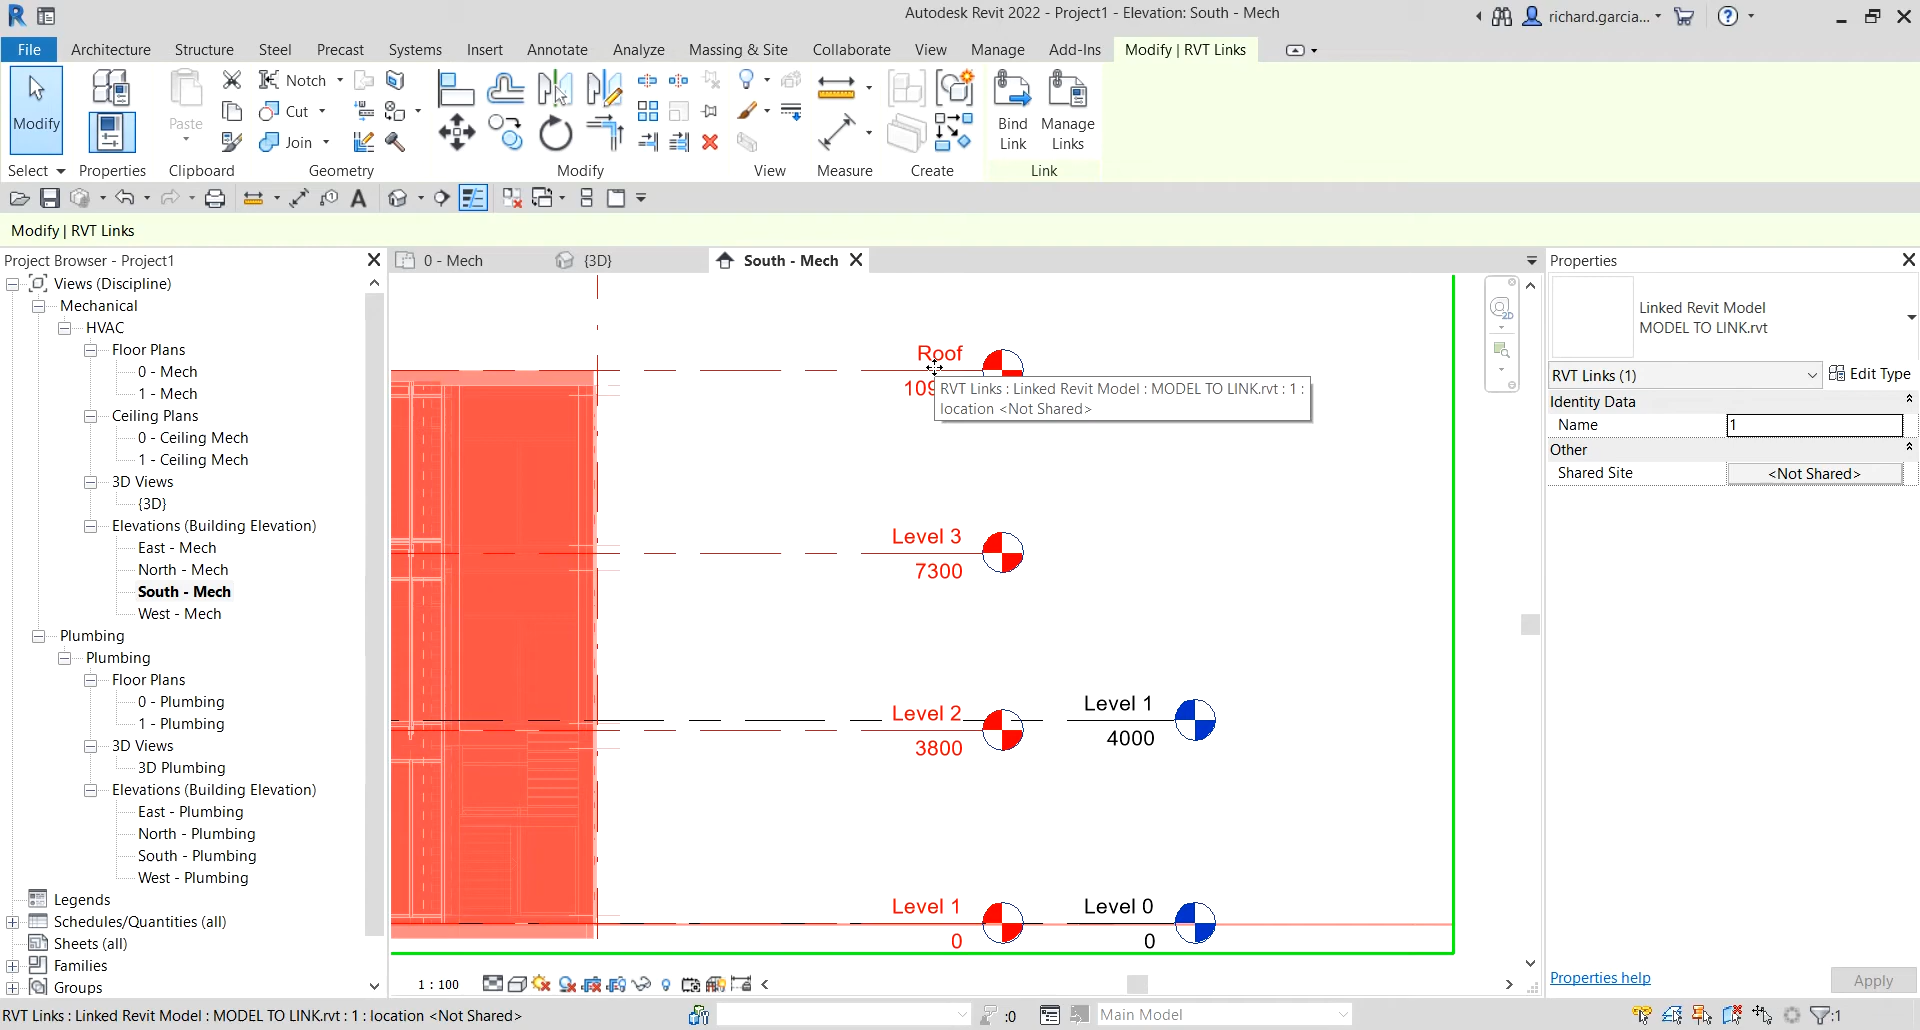 Autodesk Revit 2022 - Project1 - Elevation: South - Mech
richard.garcia...
File Architecture Structure Steel Precast Systems Insert Annotate Analyze Massing & Site Collaborate View Manage Add-Ins Modify | RVT Links
Modify
Paste
Notch
Cut
Join
Bind Link
Manage Links
Select Properties Clipboard Geometry Modify View Measure Create Link
Modify | RVT Links
Project Browser - Project1
Views (Discipline)
Mechanical
HVAC
Floor Plans
0 - Mech
1 - Mech
Ceiling Plans
0 - Ceiling Mech
1 - Ceiling Mech
3D Views
{3D}
Elevations (Building Elevation)
East - Mech
North - Mech
South - Mech
West - Mech
Plumbing
Plumbing
Floor Plans
0 - Plumbing
1 - Plumbing
3D Views
3D Plumbing
Elevations (Building Elevation)
East - Plumbing
North - Plumbing
South - Plumbing
West - Plumbing
Legends
Schedules/Quantities (all)
Sheets (all)
Families
Groups
0 - Mech {3D} South - Mech
Roof
RVT Links : Linked Revit Model : MODEL TO LINK.rvt : 1 :
location <Not Shared>
Level 3
7300
Level 2
3800
Level 1
4000
Level 1
0
Level 0
0
2D
1 : 100
Properties
Linked Revit Model
MODEL TO LINK.rvt
RVT Links (1) Edit Type
Identity Data
Name 1
Other
Shared Site <Not Shared>
Properties help Apply
RVT Links : Linked Revit Model : MODEL TO LINK.rvt : 1 : location <Not Shared>
:0
Main Model
:1